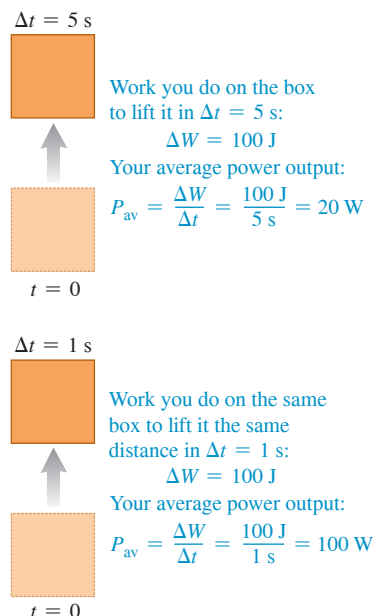 Δt = 5 s
Work you do on the box
to lift it in Δt = 5 s:
ΔW = 100 J
Your average power output:
P_av = ΔW/Δt = 100 J/5 s = 20 W
t = 0
Δt = 1 s
Work you do on the same
box to lift it the same
distance in Δt = 1 s:
ΔW = 100 J
Your average power output:
P_av = ΔW/Δt = 100 J/1 s = 100 W
t = 0